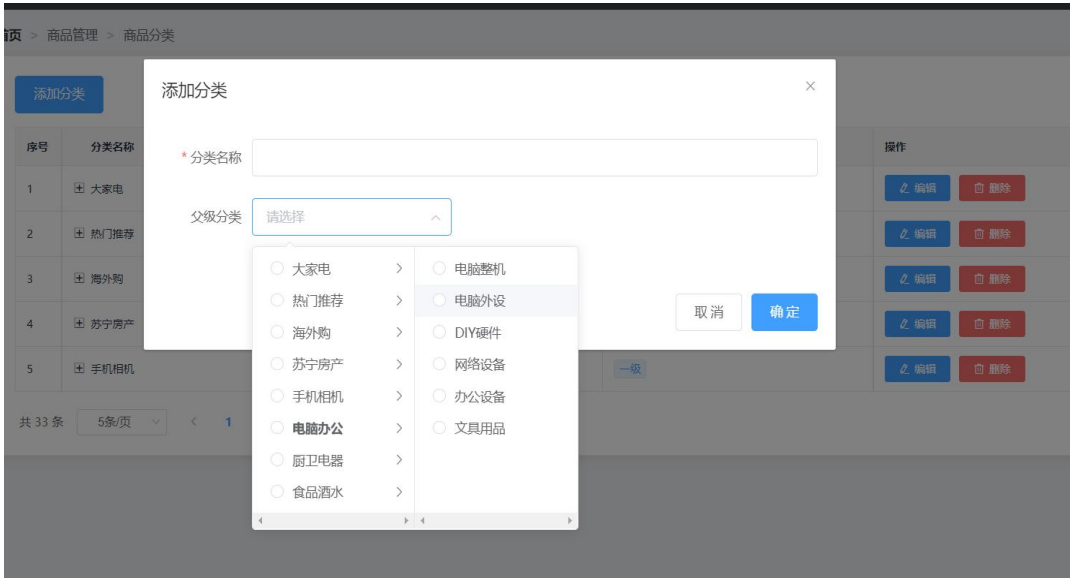 首页 > 商品管理 > 商品分类
添加分类
添加分类
序号 分类名称 操作
* 分类名称
1 大家电 编辑 删除
父级分类 请选择
2 热门推荐 编辑 删除
3 海外购 编辑 删除
4 苏宁房产 编辑 删除
5 手机相机 一级 编辑 删除
大家电
热门推荐
海外购
苏宁房产
手机相机
电脑办公
厨卫电器
食品酒水
电脑整机
电脑外设
DIY硬件
网络设备
办公设备
文具用品
取消 确定
共 33 条 5条/页 1